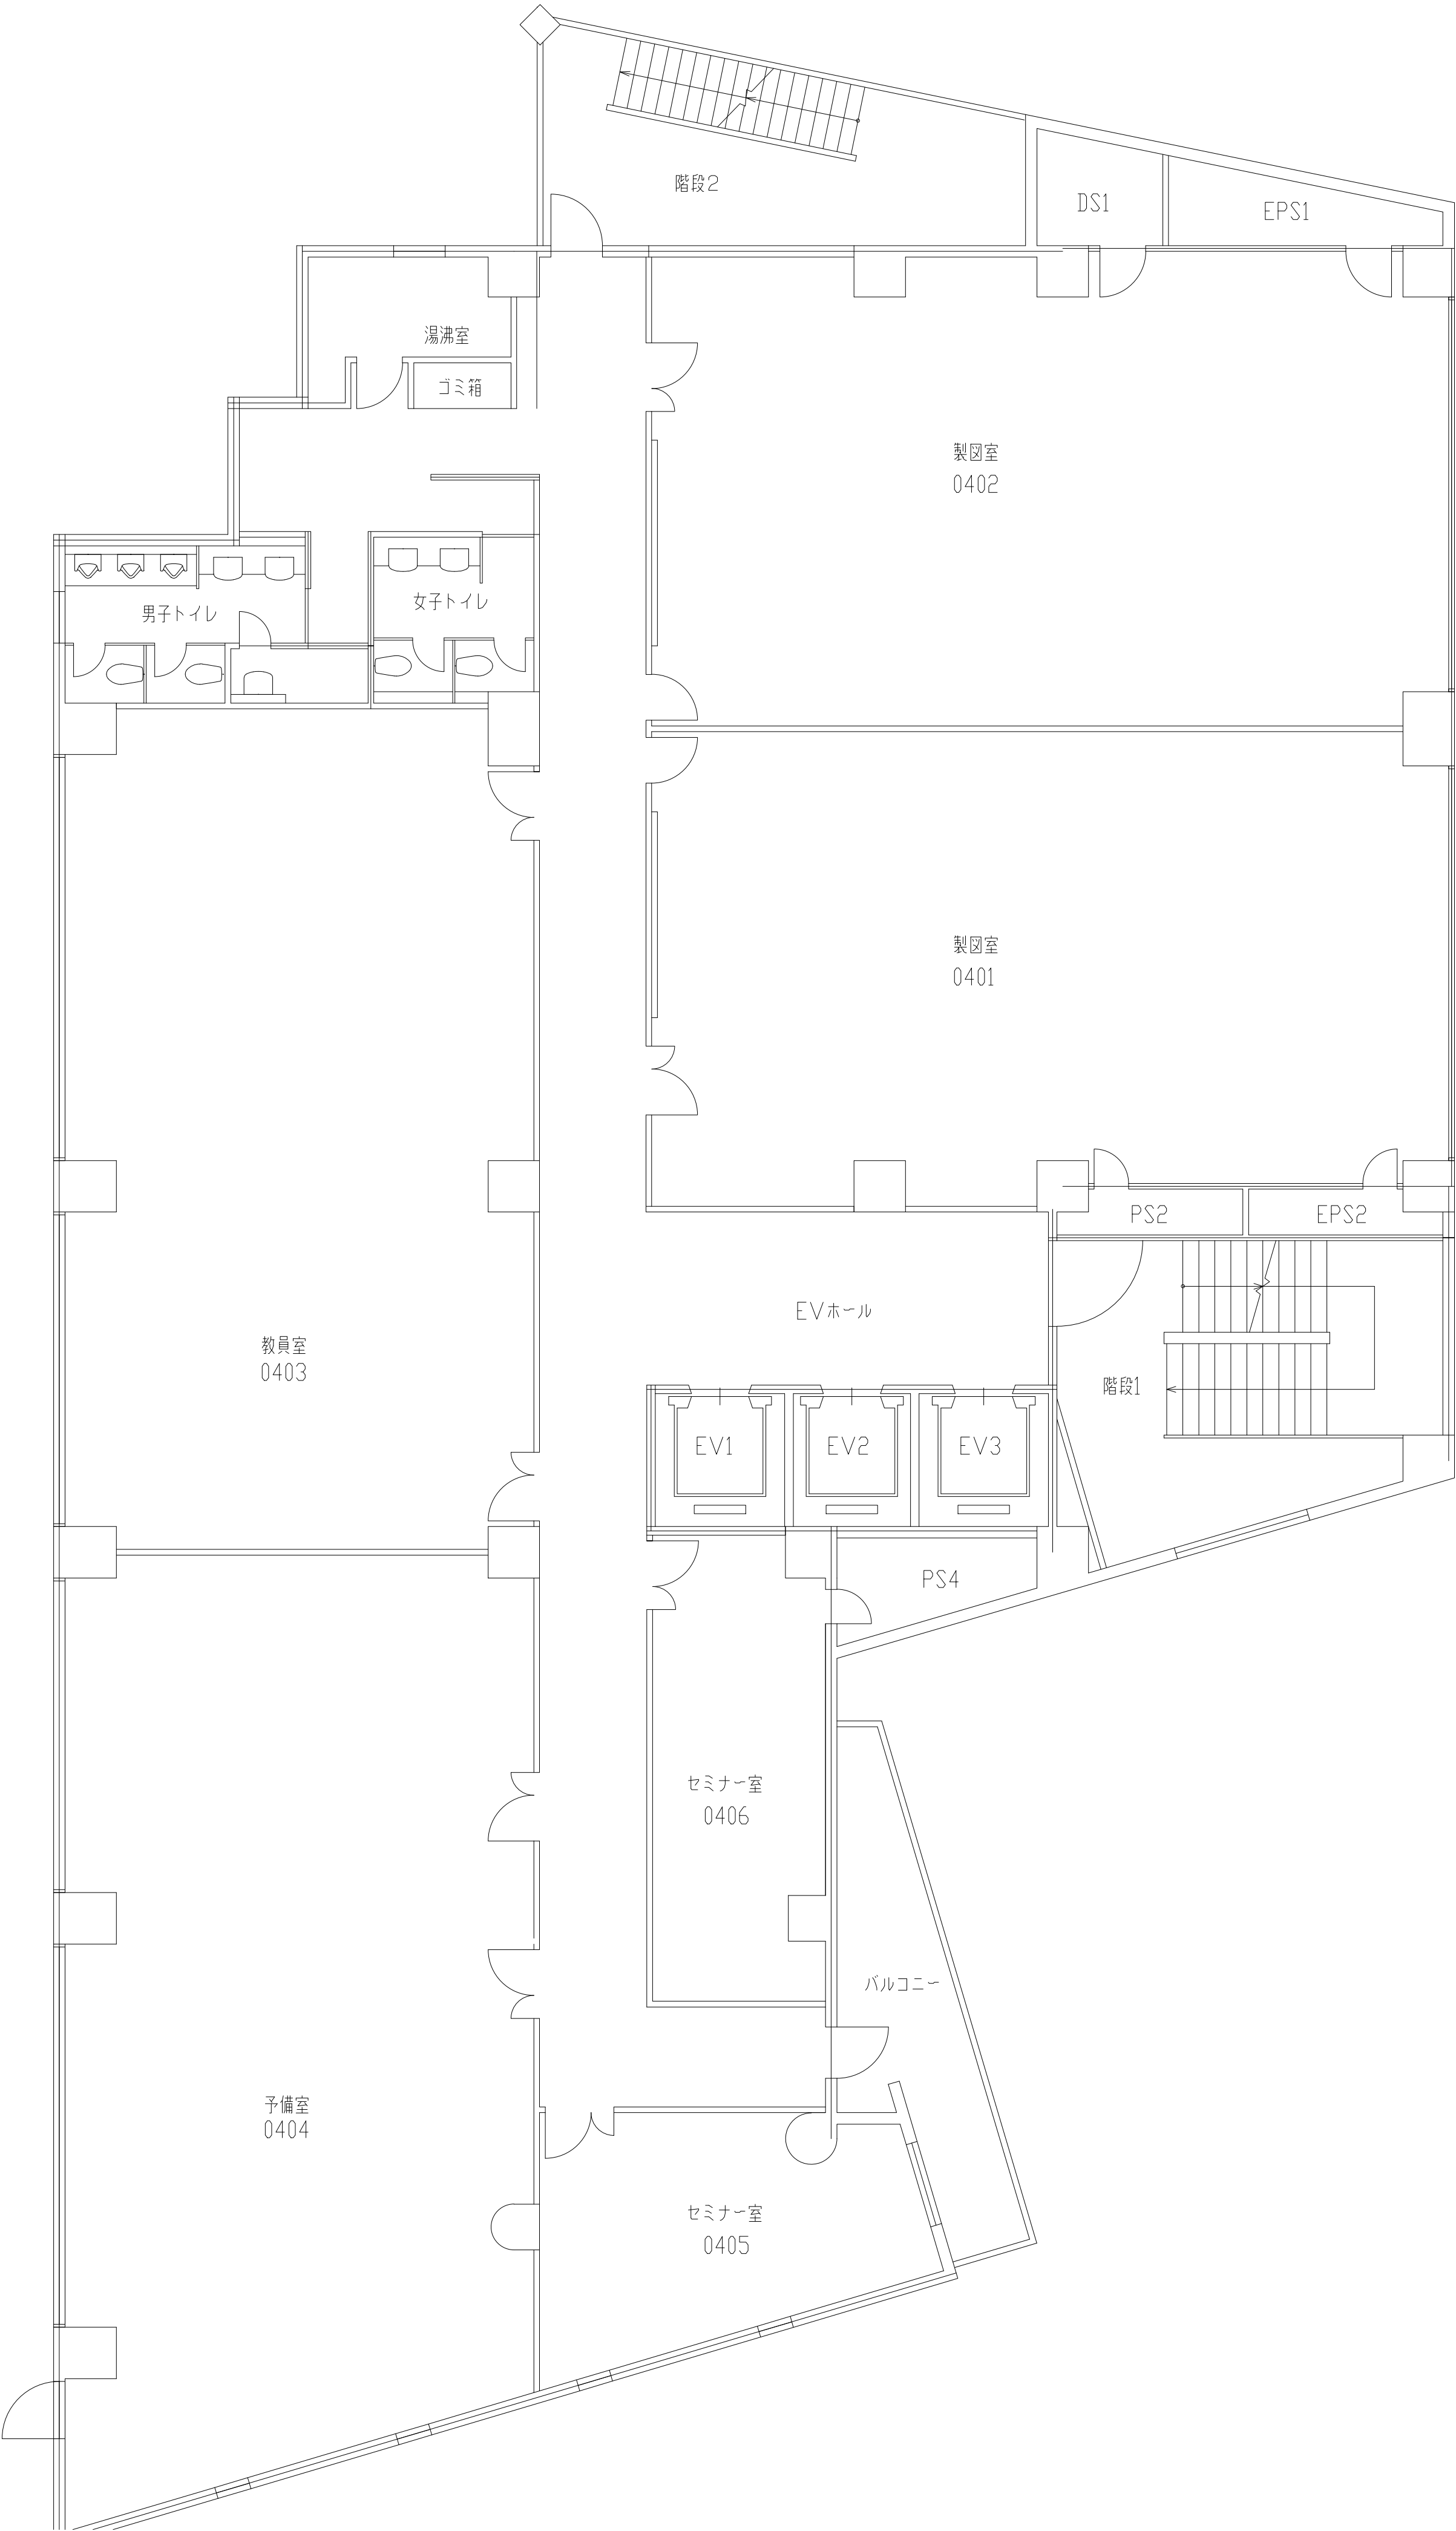 階段2
DS1
EPS1
湯沸室
ゴミ箱
製図室
0402
男子トイレ
女子トイレ
製図室
0401
PS2
EPS2
EVホール
教員室
0403
階段1
EV1
EV2
EV3
PS4
セミナー室
0406
バルコニー
予備室
0404
セミナー室
0405